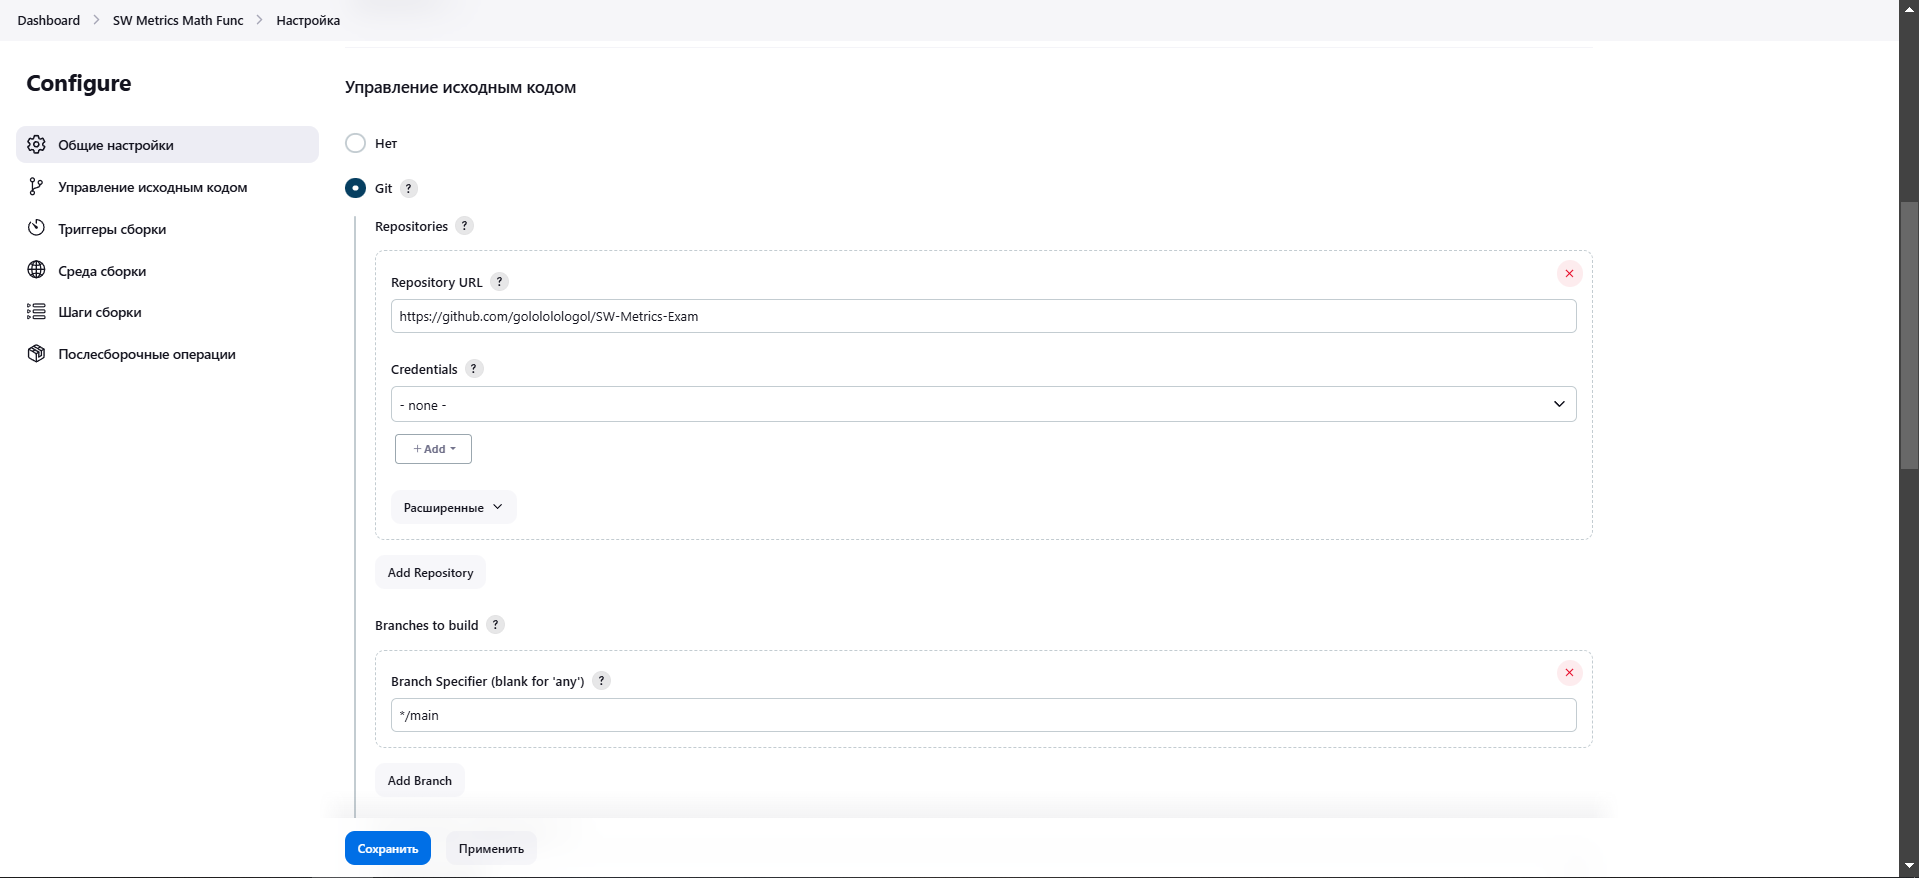 Dashboard > SW Metrics Math Func > Настройка
Configure
Общие настройки
Управление исходным кодом
Триггеры сборки
Среда сборки
Шаги сборки
Послесборочные операции
Управление исходным кодом
Нет
Git ?
Repositories ?
Repository URL ?
https://github.com/golololologol/SW-Metrics-Exam
Credentials ?
- none -
+ Add
Расширенные
Add Repository
Branches to build ?
Branch Specifier (blank for 'any') ?
*/main
Add Branch
Сохранить
Применить